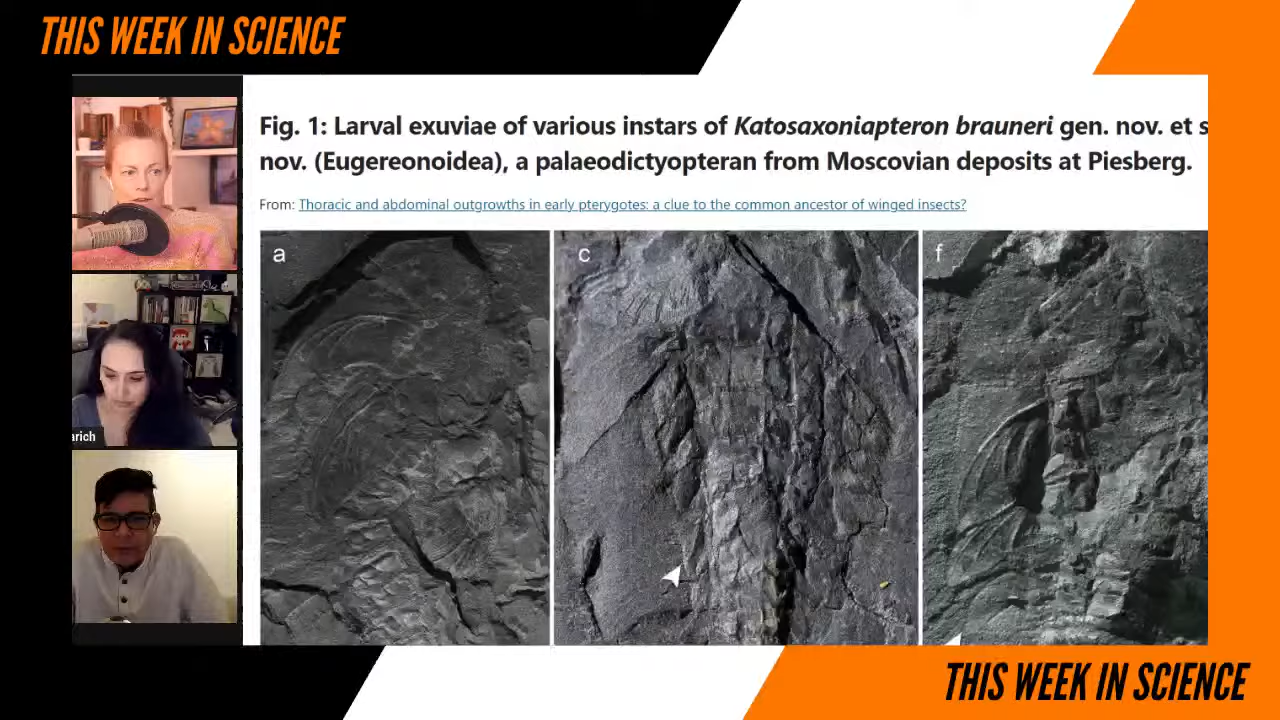 THIS WEEK IN SCIENCE
Fig. 1: Larval exuviae of various instars of Katosaxoniapteron brauneri gen. nov. et s
nov. (Eugereonoidea), a palaeodictyopteran from Moscovian deposits at Piesberg.
From: Thoracic and abdominal outgrowths in early pterygotes: a clue to the common ancestor of winged insects?
a
c
f
arich
THIS WEEK IN SCIENCE